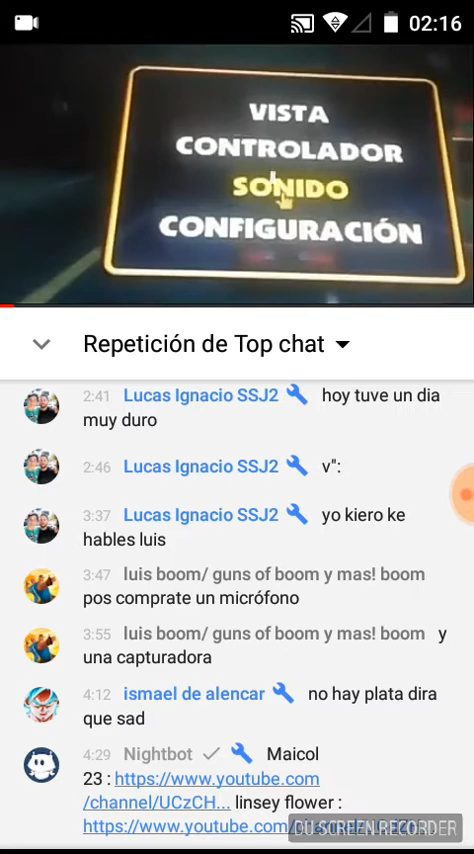 02:16
VISTA
CONTROLADOR
SONIDO
CONFIGURACIÓN
Repetición de Top chat
2:41 Lucas Ignacio SSJ2 hoy tuve un dia
muy duro
2:46 Lucas Ignacio SSJ2 v":
3:37 Lucas Ignacio SSJ2 yo kiero ke
hables luis
3:47 luis boom/ guns of boom y mas! boom
pos comprate un micrófono
3:55 luis boom/ guns of boom y mas! boom y
una capturadora
4:12 ismael de alencar no hay plata dira
que sad
4:29 Nightbot Maicol
23 : https://www.youtube.com
/channel/UCzCH... linsey flower :
https://www.youtube.com
DU SCREEN RECORDER